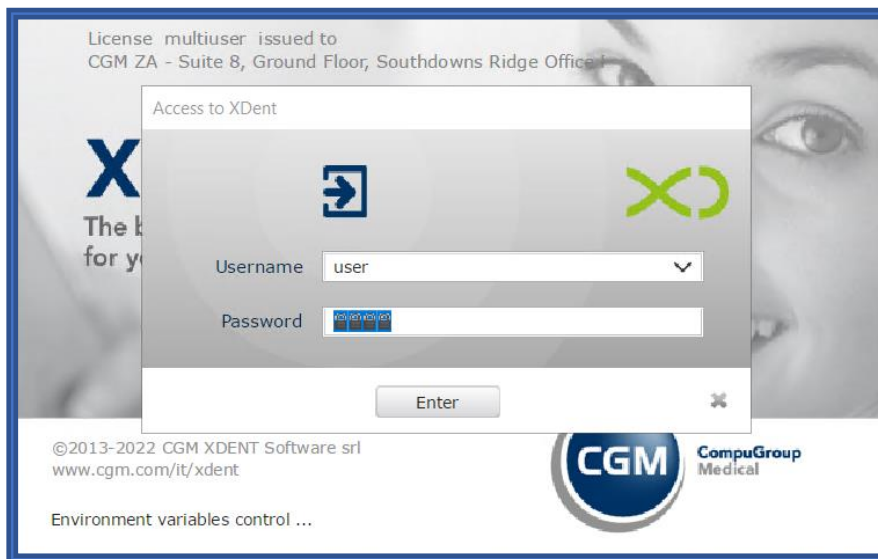 License multiuser issued to
CGM ZA - Suite 8, Ground Floor, Southdowns Ridge Office
Access to XDent
X
The
for
Username user
Password
Enter
©2013-2022 CGM XDENT Software srl
www.cgm.com/it/xdent
CGM
CompuGroup
Medical
Environment variables control ...